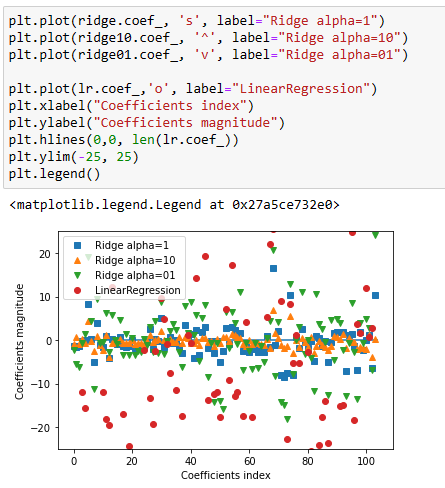 plt.plot(ridge.coef_, 's', label="Ridge alpha=1")
plt.plot(ridge10.coef_, '^', label="Ridge alpha=10")
plt.plot(ridge01.coef_, 'v', label="Ridge alpha=01")
plt.plot(lr.coef_,'o', label="LinearRegression")
plt.xlabel("Coefficients index")
plt.ylabel("Coefficients magnitude")
plt.hlines(0,0, len(lr.coef_))
plt.ylim(-25, 25)
plt.legend()
<matplotlib.legend.Legend at 0x27a5ce732e0>
Ridge alpha=1
Ridge alpha=10
Ridge alpha=01
LinearRegression
Coefficients magnitude
20
10
0
−10
−20
0 20 40 60 80 100
Coefficients index